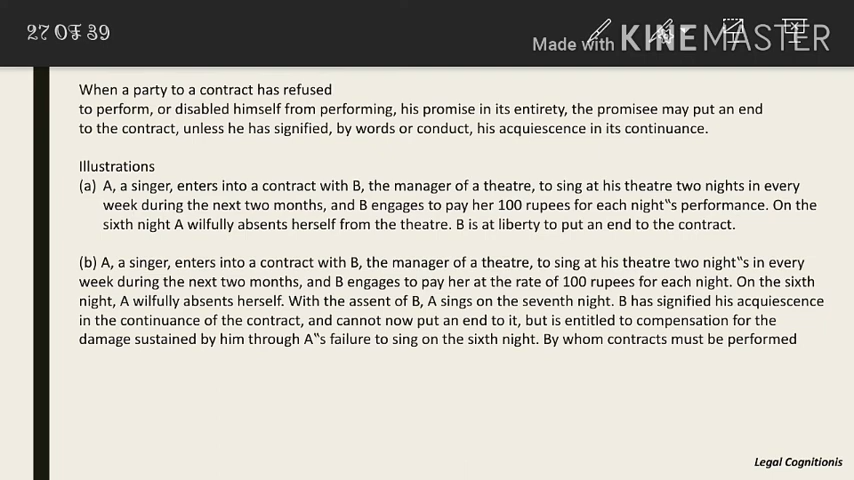 27 OF 39
Made with KINEMASTER
When a party to a contract has refused
to perform, or disabled himself from performing, his promise in its entirety, the promisee may put an end
to the contract, unless he has signified, by words or conduct, his acquiescence in its continuance.
Illustrations
(a) A, a singer, enters into a contract with B, the manager of a theatre, to sing at his theatre two nights in every
week during the next two months, and B engages to pay her 100 rupees for each night‟s performance. On the
sixth night A wilfully absents herself from the theatre. B is at liberty to put an end to the contract.
(b) A, a singer, enters into a contract with B, the manager of a theatre, to sing at his theatre two night‟s in every
week during the next two months, and B engages to pay her at the rate of 100 rupees for each night. On the sixth
night, A wilfully absents herself. With the assent of B, A sings on the seventh night. B has signified his acquiescence
in the continuance of the contract, and cannot now put an end to it, but is entitled to compensation for the
damage sustained by him through A‟s failure to sing on the sixth night. By whom contracts must be performed
Legal Cognitionis